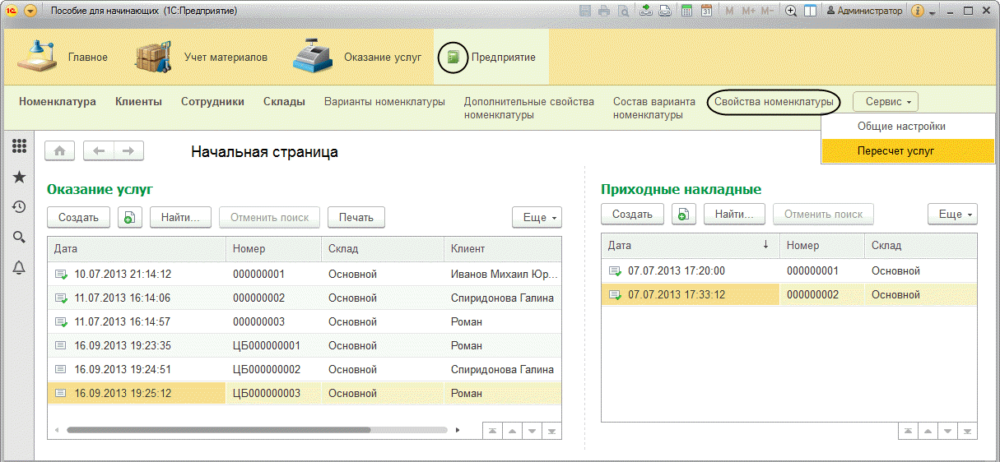 Пособие для начинающих (1С:Предприятие)
M M+ M-
Администратор
Главное
Учет материалов
Оказание услуг
Предприятие
Номенклатура Клиенты Сотрудники Склады Варианты номенклатуры Дополнительные свойства номенклатуры Состав варианта номенклатуры Свойства номенклатуры Сервис
Общие настройки
Пересчет услуг
Начальная страница
Оказание услуг
Создать Найти... Отменить поиск Печать Еще
Дата Номер Склад Клиент
10.07.2013 21:14:12 000000001 Основной Иванов Михаил Юр...
11.07.2013 16:14:06 000000002 Основной Спиридонова Галина
11.07.2013 16:14:57 000000003 Основной Роман
16.09.2013 19:23:35 ЦБ000000001 Основной Роман
16.09.2013 19:24:51 ЦБ000000002 Основной Спиридонова Галина
16.09.2013 19:25:12 ЦБ000000003 Основной Роман
Приходные накладные
Создать Найти... Отменить поиск Еще
Дата Номер Склад
07.07.2013 17:20:00 000000001 Основной
07.07.2013 17:33:12 000000002 Основной